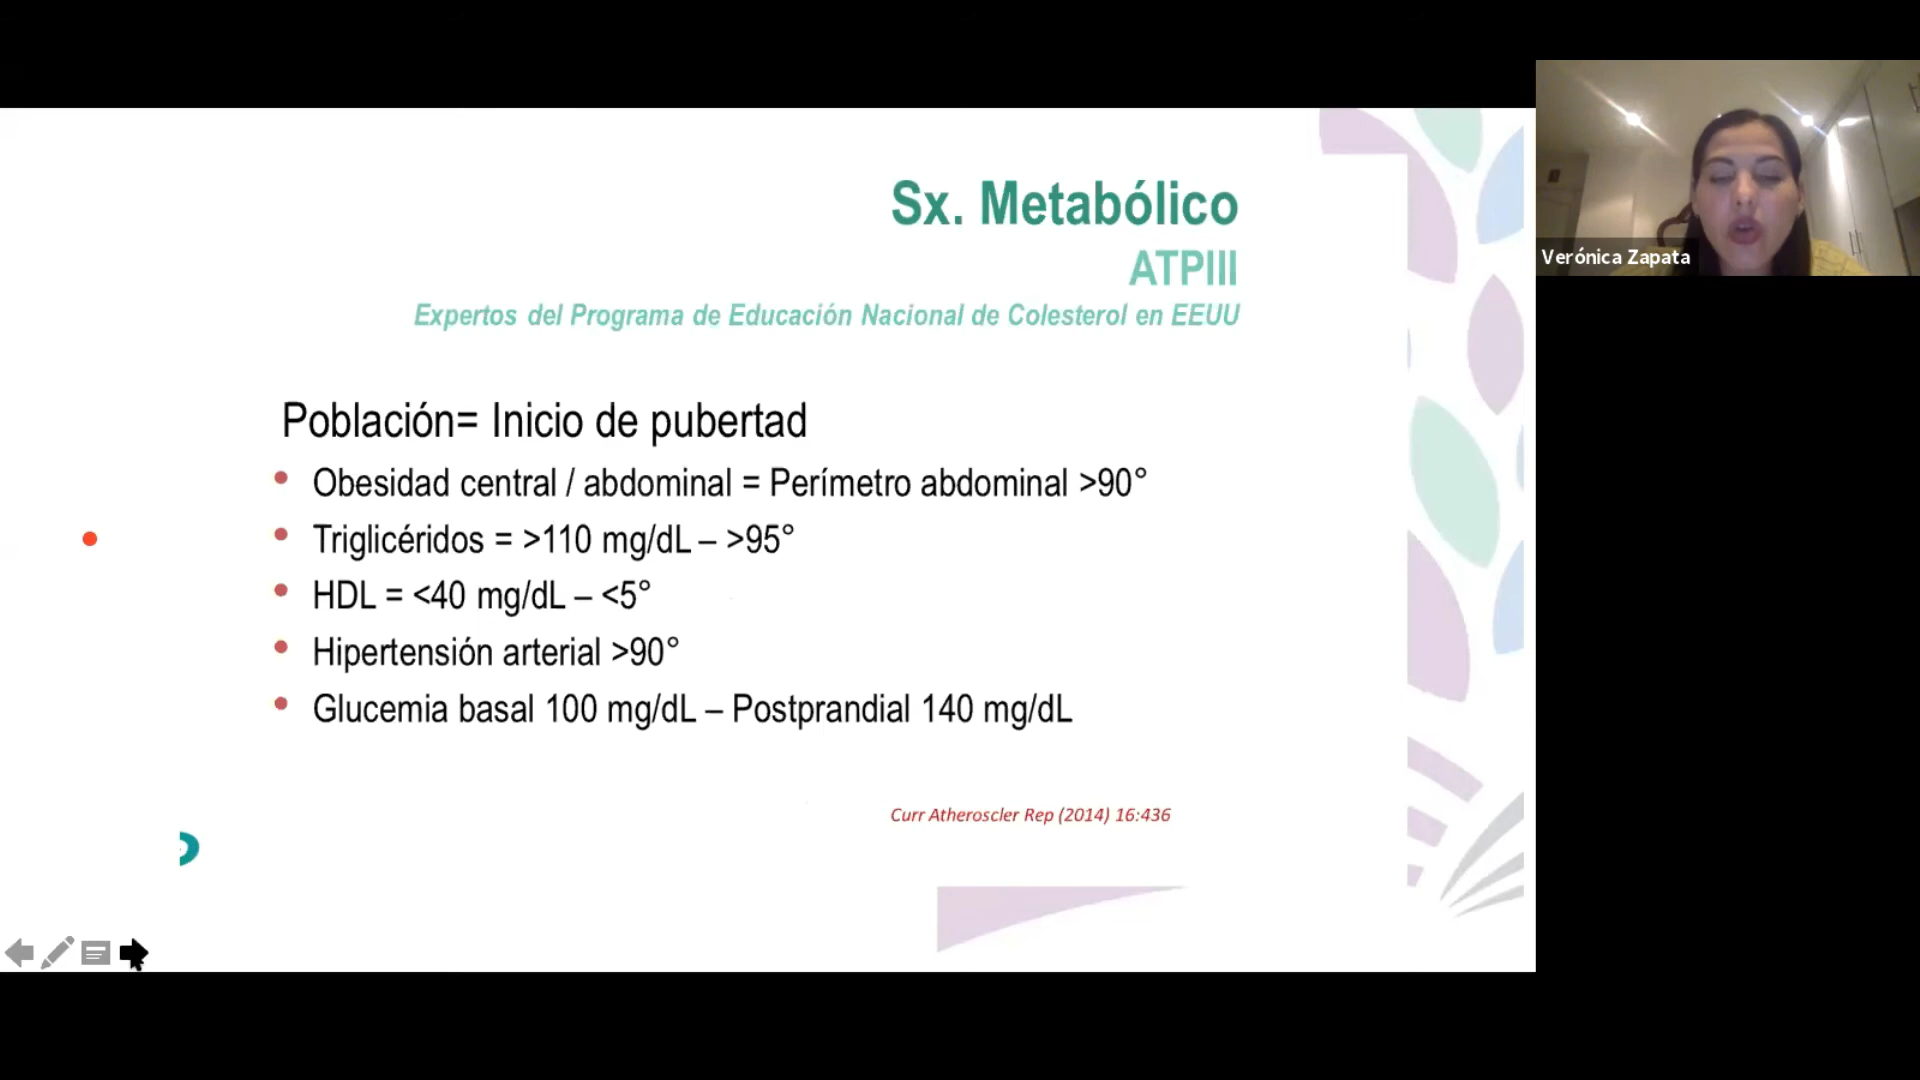 Sx. Metabólico
ATPIII
Expertos del Programa de Educación Nacional de Colesterol en EEUU
Población= Inicio de pubertad
• Obesidad central / abdominal = Perímetro abdominal >90°
• Triglicéridos = >110 mg/dL – >95°
• HDL = <40 mg/dL – <5°
• Hipertensión arterial >90°
• Glucemia basal 100 mg/dL – Postprandial 140 mg/dL
Curr Atheroscler Rep (2014) 16:436
Verónica Zapata